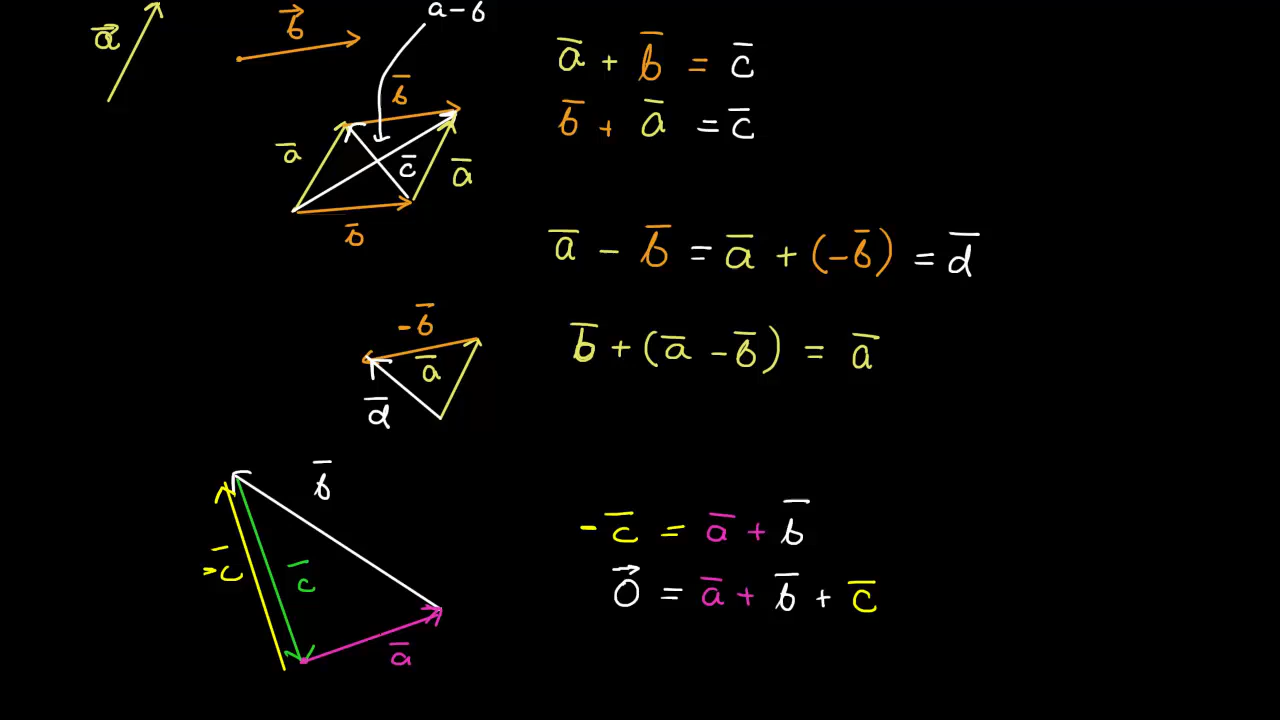 a⃗
b⃗
a-b
a̅ + b̅ = c̅
b̅
b̅ + a̅ = c̅
a̅
c̅
a̅
b̅
a̅ - b̅ = a̅ + (-b̅) = d̅
-b̅
b̅ + (a̅ - b̅) = a̅
a̅
d̅
b̅
-c̅ = a̅ + b̅
-c̅
c̅
0⃗ = a̅ + b̅ + c̅
a̅